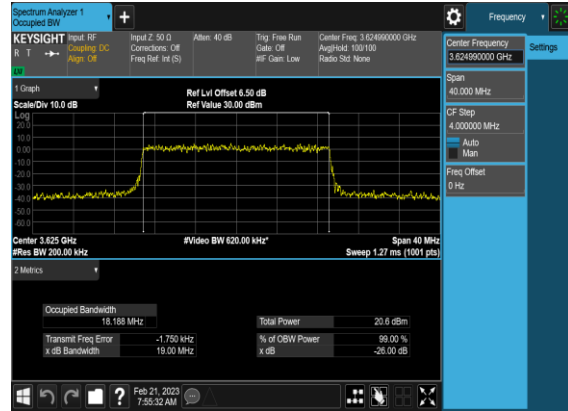 Spectrum Analyzer 1
Occupied BW
+
Frequency
KEYSIGHT
R T
Input: RF
Coupling: DC
Align: Off
Input Z: 50 Ω
Corrections: Off
Freq Ref: Int (S)
Atten: 40 dB
Trig: Free Run
Gate: Off
#IF Gain: Low
Center Freq: 3.624990000 GHz
Avg|Hold: 100/100
Radio Std: None
Center Frequency
3.624990000 GHz
Settings
Span
40.000 MHz
CF Step
4.000000 MHz
Auto
Man
Freq Offset
0 Hz
1 Graph
Scale/Div 10.0 dB
Ref Lvl Offset 6.50 dB
Ref Value 30.00 dBm
Log
20.0
10.0
0.00
-10.0
-20.0
-30.0
-40.0
-50.0
-60.0
Center 3.625 GHz
#Video BW 620.00 kHz*
Span 40 MHz
#Res BW 200.00 kHz
Sweep 1.27 ms (1001 pts)
2 Metrics
Occupied Bandwidth
18.188 MHz
Total Power 20.6 dBm
Transmit Freq Error -1.750 kHz
% of OBW Power 99.00 %
x dB Bandwidth 19.00 MHz
x dB -26.00 dB
?
Feb 21, 2023
7:55:32 AM